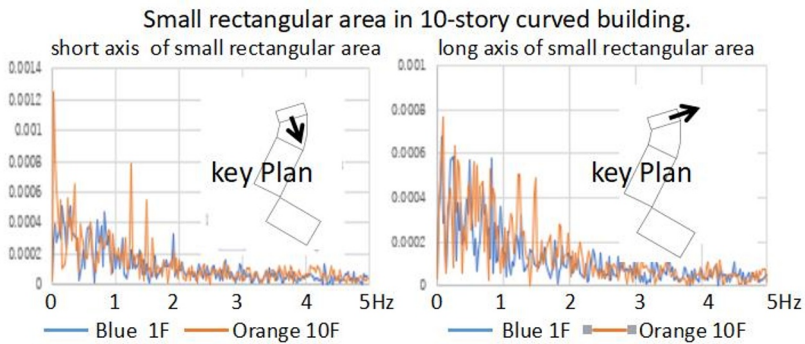 Small rectangular area in 10-story curved building.
short axis of small rectangular area
0.0014
0.0012
0.001
0.0008
0.0006
0.0004
0.0002
0
key Plan
0 1 2 3 4 5Hz
Blue 1F Orange 10F
long axis of small rectangular area
0.001
0.0008
0.0006
0.0004
0.0002
0
key Plan
0 1 2 3 4 5Hz
Blue 1F Orange 10F